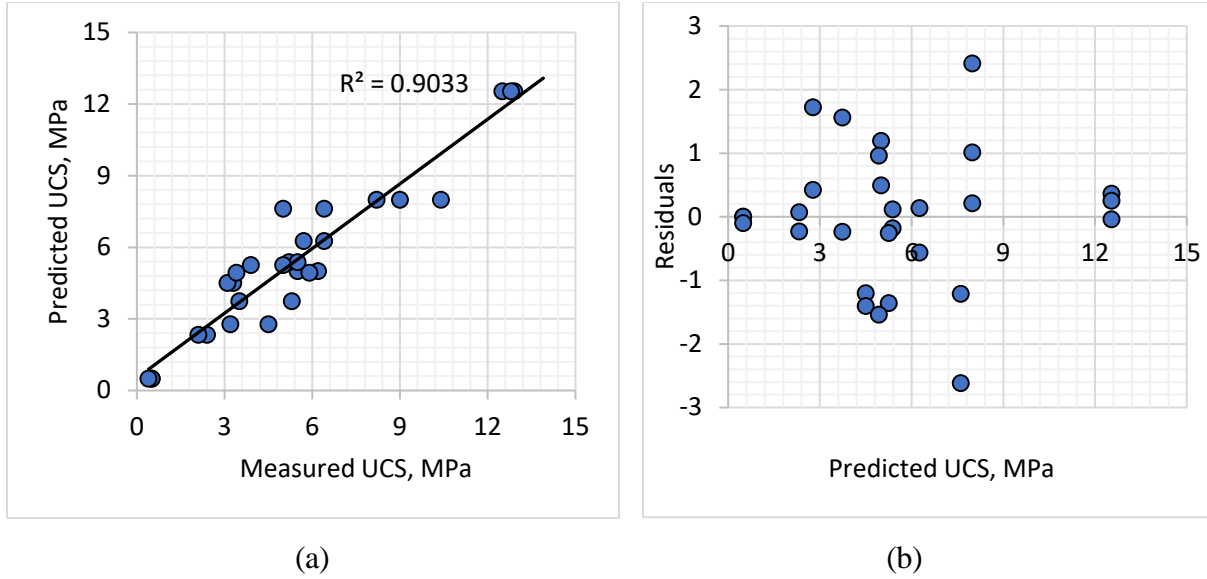 15
12
9
6
3
0
Predicted UCS, MPa
R² = 0.9033
0 3 6 9 12 15
Measured UCS, MPa
3
2
1
0
-1
-2
-3
Residuals
0 3 6 9 12 15
Predicted UCS, MPa
(a)
(b)